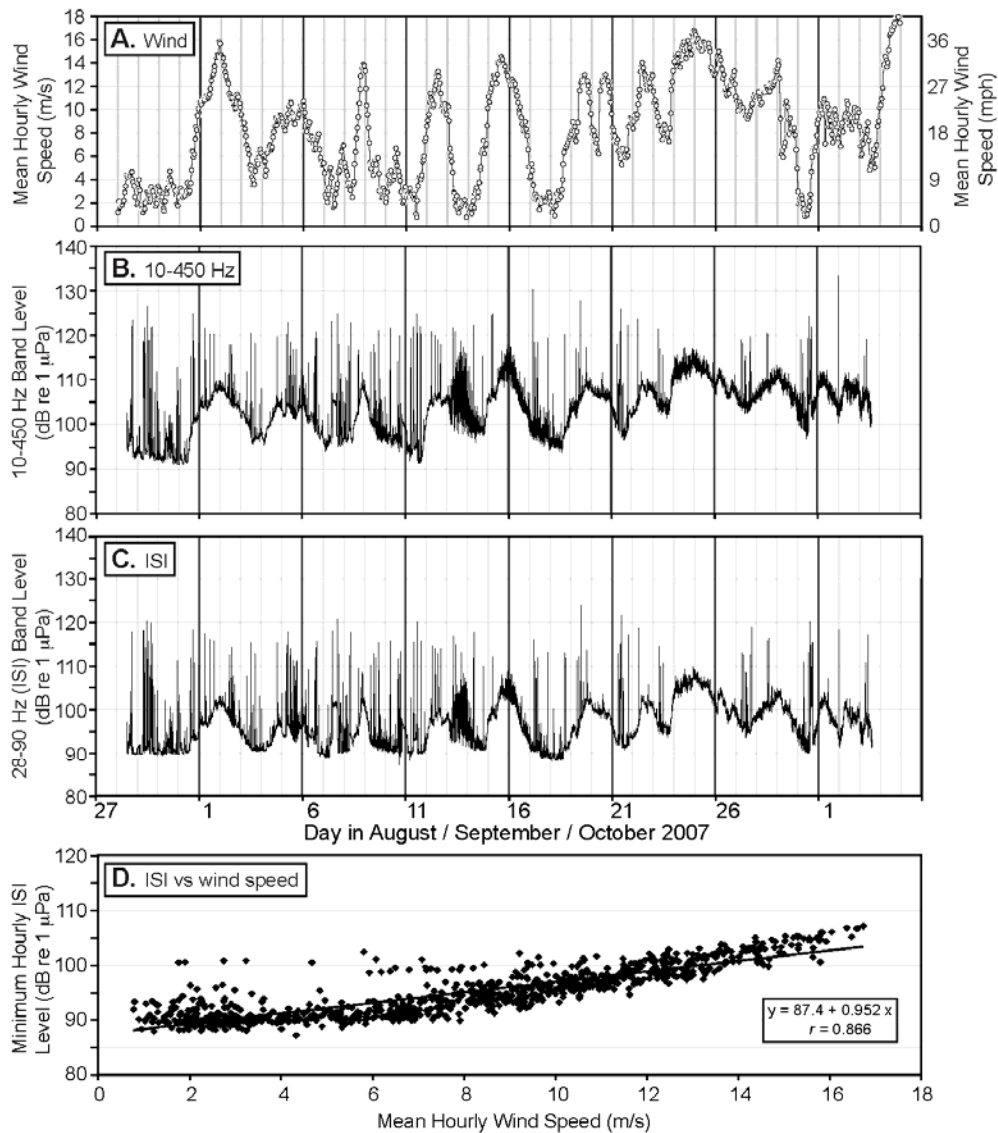 A. Wind
Mean Hourly Wind
Speed (m/s)
18
16
14
12
10
8
6
4
2
0
36
27
18
9
0
Mean Hourly Wind
Speed (mph)
B. 10-450 Hz
10-450 Hz Band Level
(dB re 1 µPa)
140
130
120
110
100
90
80
C. ISI
28-90 Hz (ISI) Band Level
(dB re 1 µPa)
140
130
120
110
100
90
80
27 1 6 11 16 21 26 1
Day in August / September / October 2007
D. ISI vs wind speed
Minimum Hourly ISI
Level (dB re 1 µPa)
120
110
100
90
80
y = 87.4 + 0.952 x
r = 0.866
0 2 4 6 8 10 12 14 16 18
Mean Hourly Wind Speed (m/s)